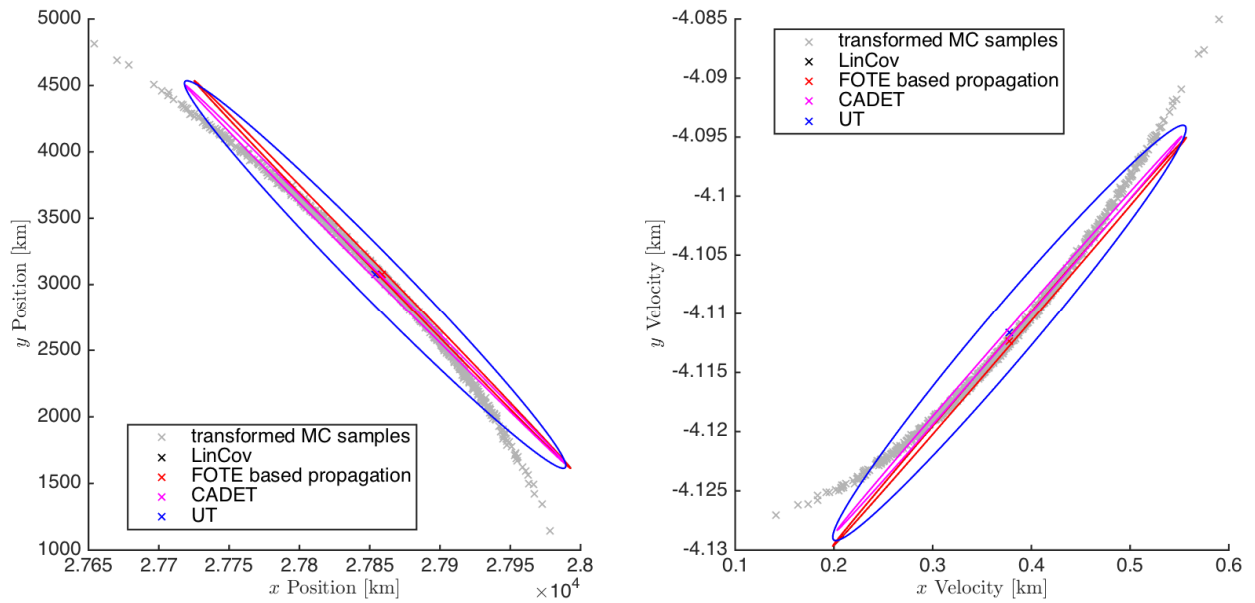 5000
4500
4000
3500
3000
2500
2000
1500
1000
y Position [km]
transformed MC samples
LinCov
FOTE based propagation
CADET
UT
2.765 2.77 2.775 2.78 2.785 2.79 2.795 2.8
× 10⁴
x Position [km]
-4.085
-4.09
-4.095
-4.1
-4.105
-4.11
-4.115
-4.12
-4.125
-4.13
y Velocity [km]
transformed MC samples
LinCov
FOTE based propagation
CADET
UT
0.1 0.2 0.3 0.4 0.5 0.6
x Velocity [km]